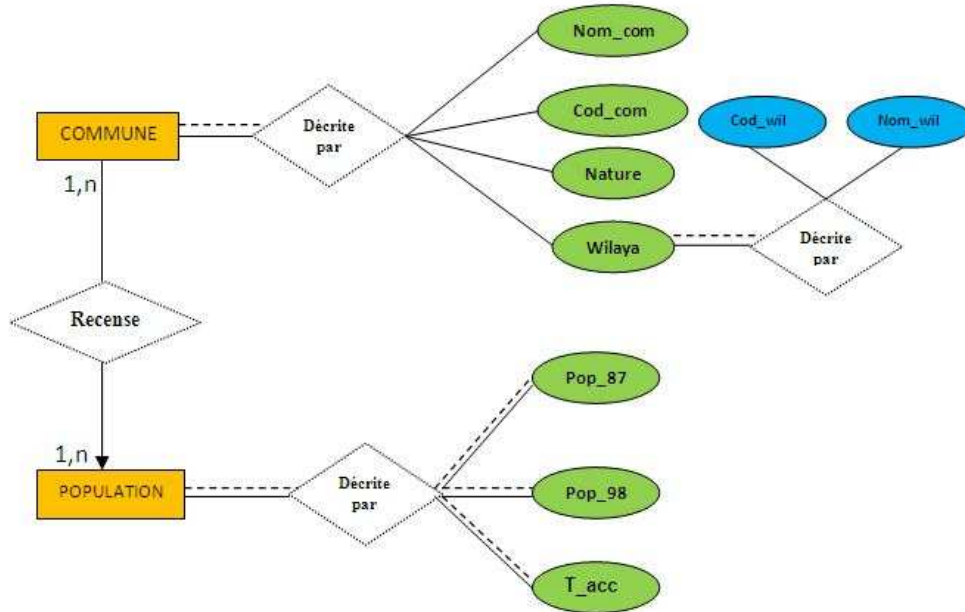 Nom_com
Cod_com
Décrite
par
COMMUNE
Cod_wil
Nom_wil
Nature
1,n
Wilaya
Décrite
par
Recense
Pop_87
1,n
POPULATION
Décrite
par
Pop_98
T_acc